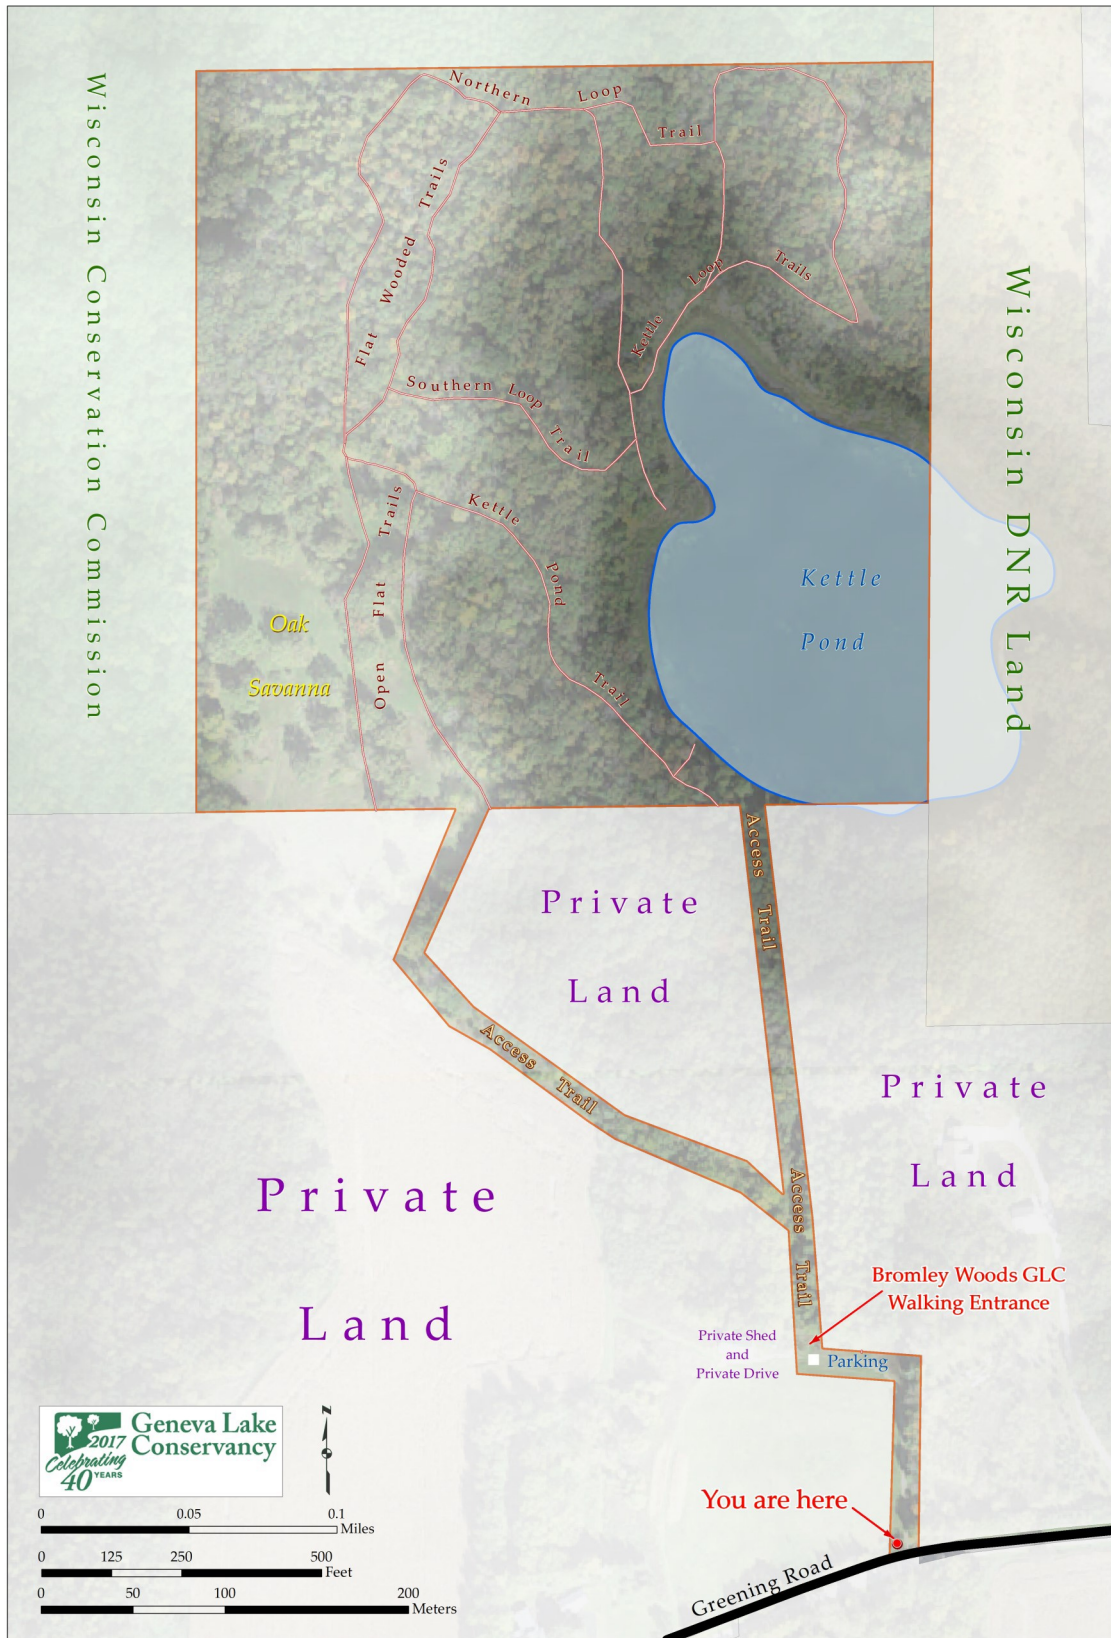 Northern Loop Trail
Wisconsin Conservation Commission
Flat Wooded Trails
Kettle Loop Trails
Wisconsin DNR Land
Southern Loop Trail
Open Flat Trails
Kettle Pond Trail
Kettle
Pond
Oak
Savanna
Access Trail
Private
Land
Access Trail
Private
Land
Private
Land
Access Trail
Bromley Woods GLC
Walking Entrance
Private Shed
and
Private Drive
Parking
2017
Celebrating
40 YEARS
Geneva Lake
Conservancy
N
You are here
Greening Road
0 0.05 0.1
Miles
0 125 250 500
Feet
0 50 100 200
Meters